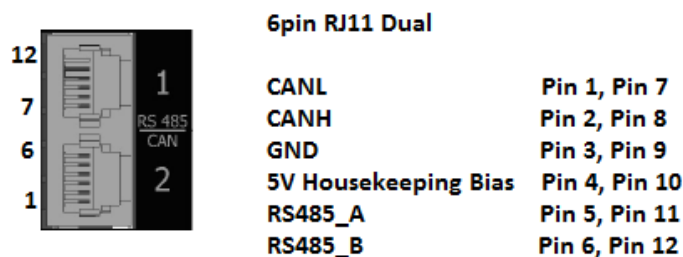 6pin RJ11 Dual
12
7
6
1
1
RS 485
CAN
2
CANL Pin 1, Pin 7
CANH Pin 2, Pin 8
GND Pin 3, Pin 9
5V Housekeeping Bias Pin 4, Pin 10
RS485_A Pin 5, Pin 11
RS485_B Pin 6, Pin 12